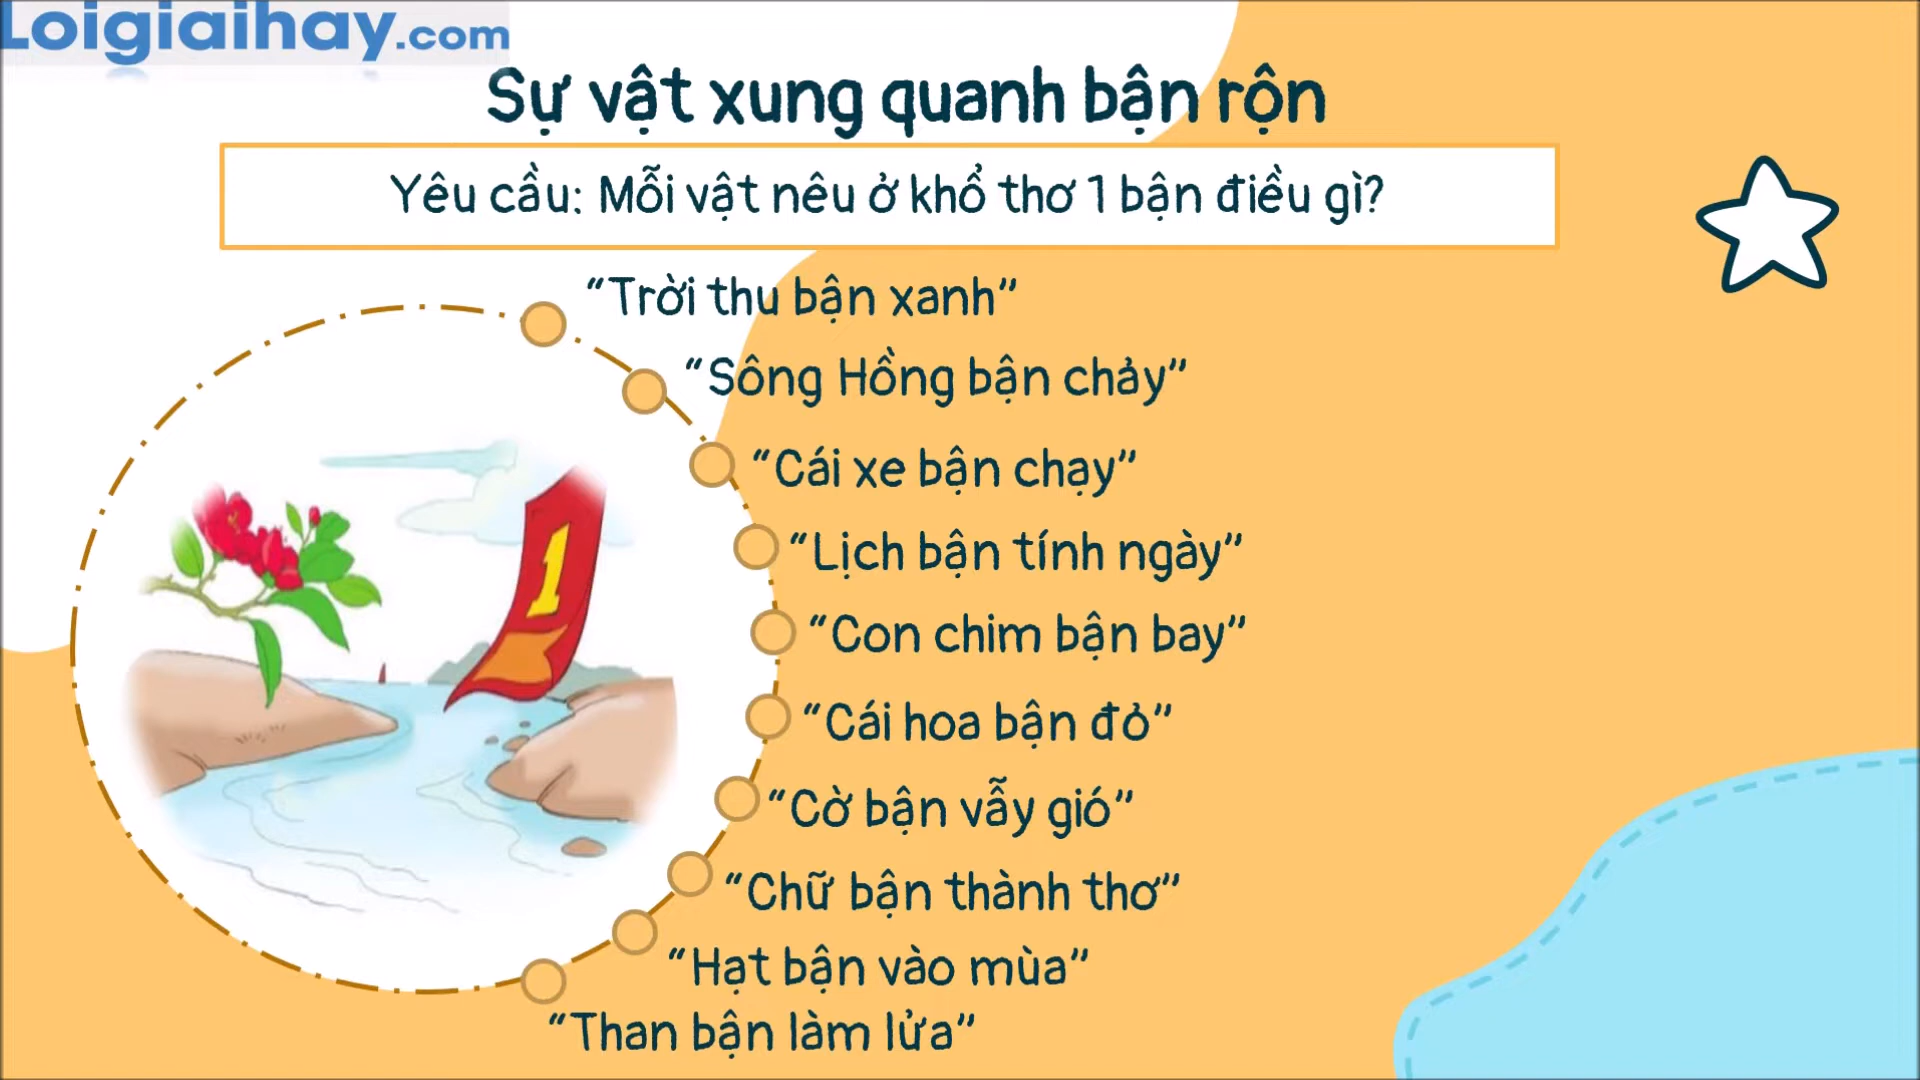 Loigiaihay.com
Sự vật xung quanh bận rộn
Yêu cầu: Mỗi vật nêu ở khổ thơ 1 bận điều gì?
“Trời thu bận xanh”
“Sông Hồng bận chảy”
“Cái xe bận chạy”
“Lịch bận tính ngày”
“Con chim bận bay”
“Cái hoa bận đỏ”
“Cờ bận vẫy gió”
“Chữ bận thành thơ”
“Hạt bận vào mùa”
“Than bận làm lửa”
1